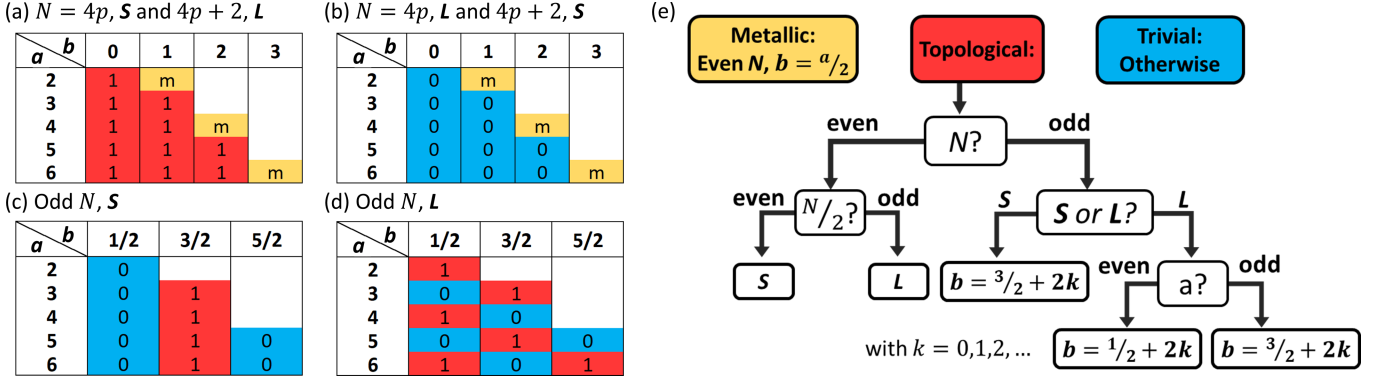 (a) N = 4p, S and 4p + 2, L
a b 0 1 2 3
2 1 m
3 1 1
4 1 1 m
5 1 1 1
6 1 1 1 m
(b) N = 4p, L and 4p + 2, S
a b 0 1 2 3
2 0 m
3 0 0
4 0 0 m
5 0 0 0
6 0 0 0 m
(c) Odd N, S
a b 1/2 3/2 5/2
2 0
3 0 1
4 0 1
5 0 1 0
6 0 1 0
(d) Odd N, L
a b 1/2 3/2 5/2
2 1
3 0 1
4 1 0
5 0 1 0
6 1 0 1
(e)
Metallic:
Even N, b = a/2
Topological:
Trivial:
Otherwise
even odd
N?
even odd
N/2?
S L
S or L?
S
L
b = 3/2 + 2k
even odd
a?
with k = 0,1,2, ...
b = 1/2 + 2k
b = 3/2 + 2k